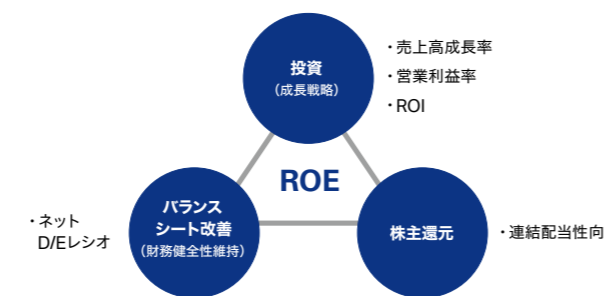 投資
（成長戦略）
・売上高成長率
・営業利益率
・ROI
ROE
・ネット
D/Eレシオ
バランス
シート改善
（財務健全性維持）
株主還元
・連結配当性向